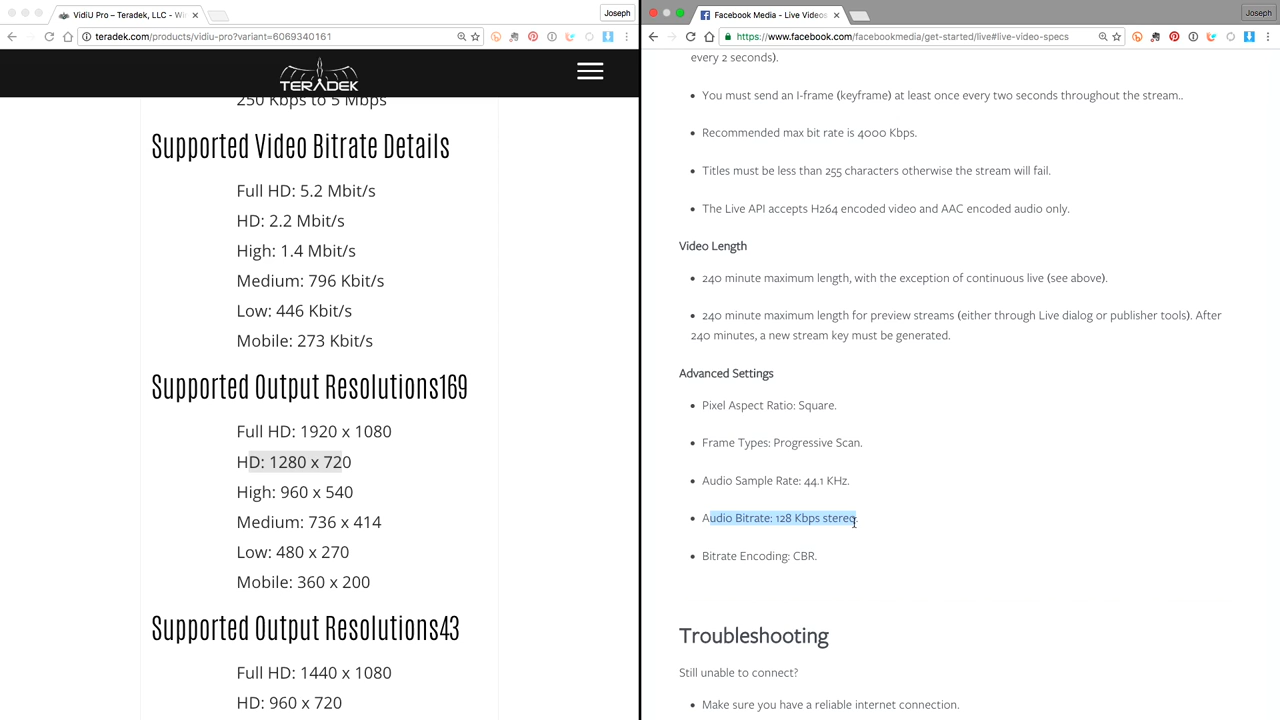 VidiU Pro – Teradek, LLC - Wi
Joseph
teradek.com/products/vidiu-pro?variant=6069340161
TERADEK
250 Kbps to 5 Mbps
Supported Video Bitrate Details
Full HD: 5.2 Mbit/s
HD: 2.2 Mbit/s
High: 1.4 Mbit/s
Medium: 796 Kbit/s
Low: 446 Kbit/s
Mobile: 273 Kbit/s
Supported Output Resolutions169
Full HD: 1920 x 1080
HD: 1280 x 720
High: 960 x 540
Medium: 736 x 414
Low: 480 x 270
Mobile: 360 x 200
Supported Output Resolutions43
Full HD: 1440 x 1080
HD: 960 x 720
Facebook Media - Live Videos
Joseph
https://www.facebook.com/facebookmedia/get-started/live#live-video-specs
every 2 seconds).
• You must send an I-frame (keyframe) at least once every two seconds throughout the stream..
• Recommended max bit rate is 4000 Kbps.
• Titles must be less than 255 characters otherwise the stream will fail.
• The Live API accepts H264 encoded video and AAC encoded audio only.
Video Length
• 240 minute maximum length, with the exception of continuous live (see above).
• 240 minute maximum length for preview streams (either through Live dialog or publisher tools). After
240 minutes, a new stream key must be generated.
Advanced Settings
• Pixel Aspect Ratio: Square.
• Frame Types: Progressive Scan.
• Audio Sample Rate: 44.1 KHz.
• Audio Bitrate: 128 Kbps stereo.
• Bitrate Encoding: CBR.
Troubleshooting
Still unable to connect?
• Make sure you have a reliable internet connection.